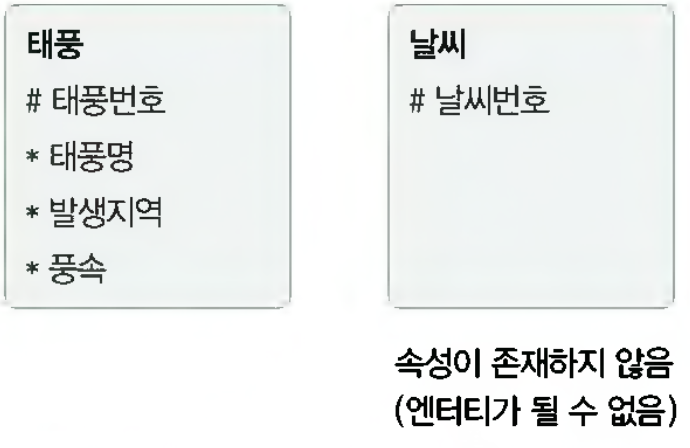 태풍
# 태풍번호
* 태풍명
* 발생지역
* 풍속
날씨
# 날씨번호
속성이 존재하지 않음
(엔터티가 될 수 없음)